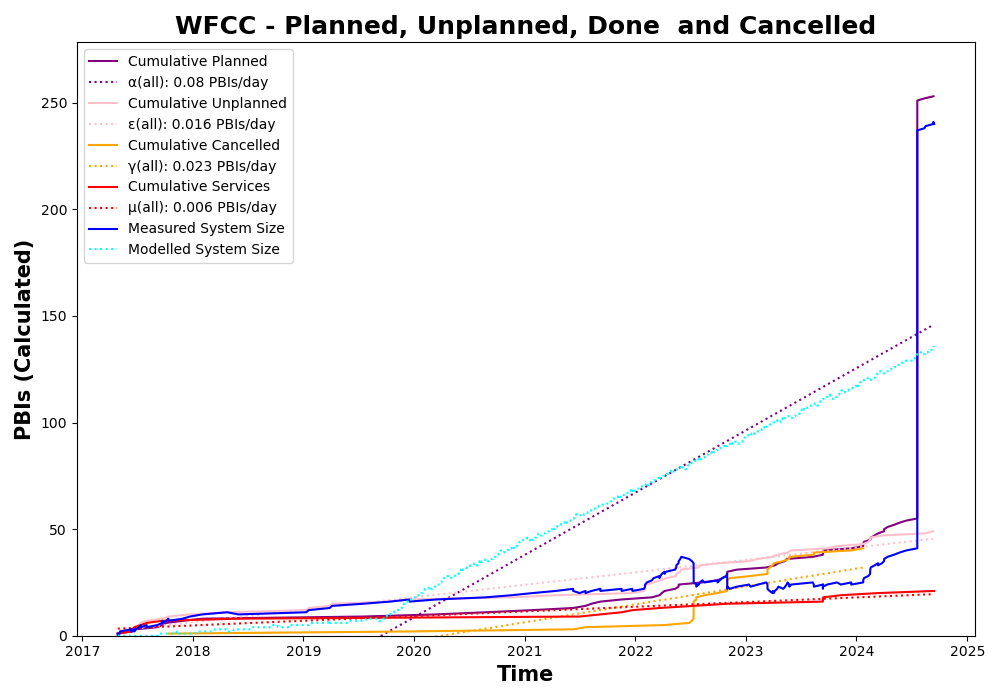 WFCC - Planned, Unplanned, Done  and Cancelled
Cumulative Planned
α(all): 0.08 PBIs/day
Cumulative Unplanned
ε(all): 0.016 PBIs/day
Cumulative Cancelled
γ(all): 0.023 PBIs/day
Cumulative Services
μ(all): 0.006 PBIs/day
Measured System Size
Modelled System Size
PBIs (Calculated)
250
200
150
100
50
0
2017 2018 2019 2020 2021 2022 2023 2024 2025
Time